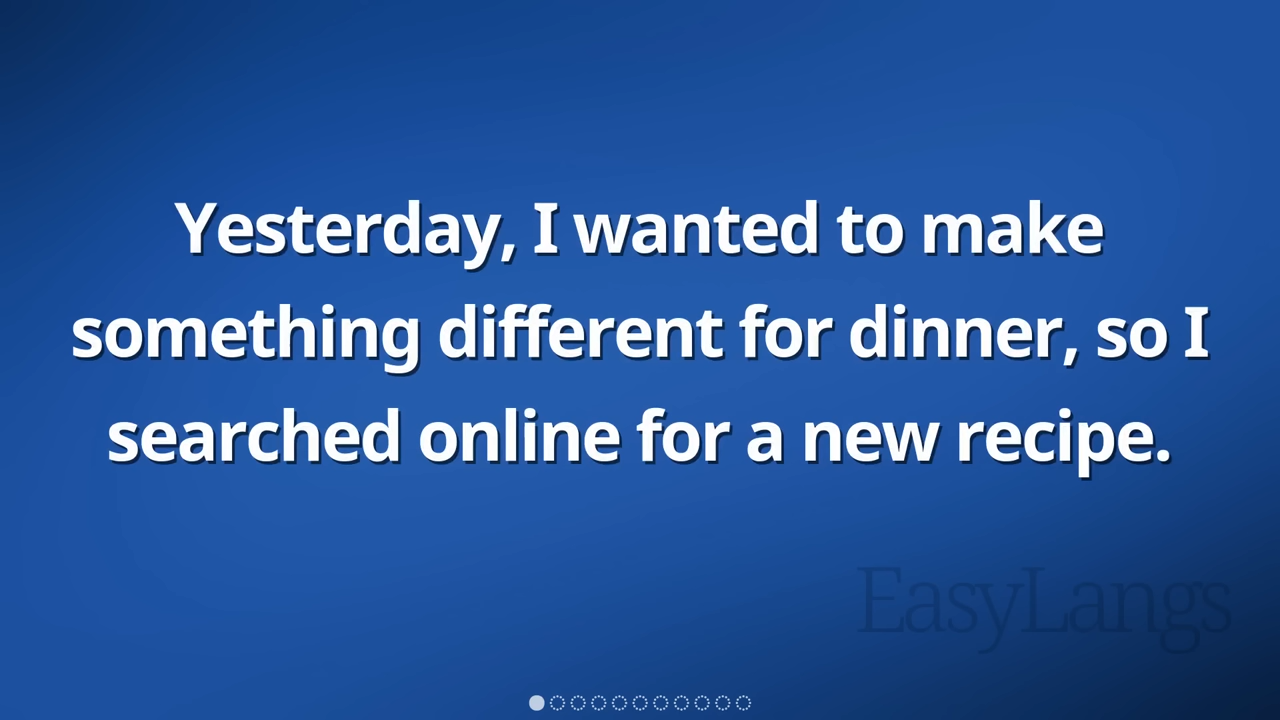 Yesterday, I wanted to make
something different for dinner, so I
searched online for a new recipe.
EasyLangs